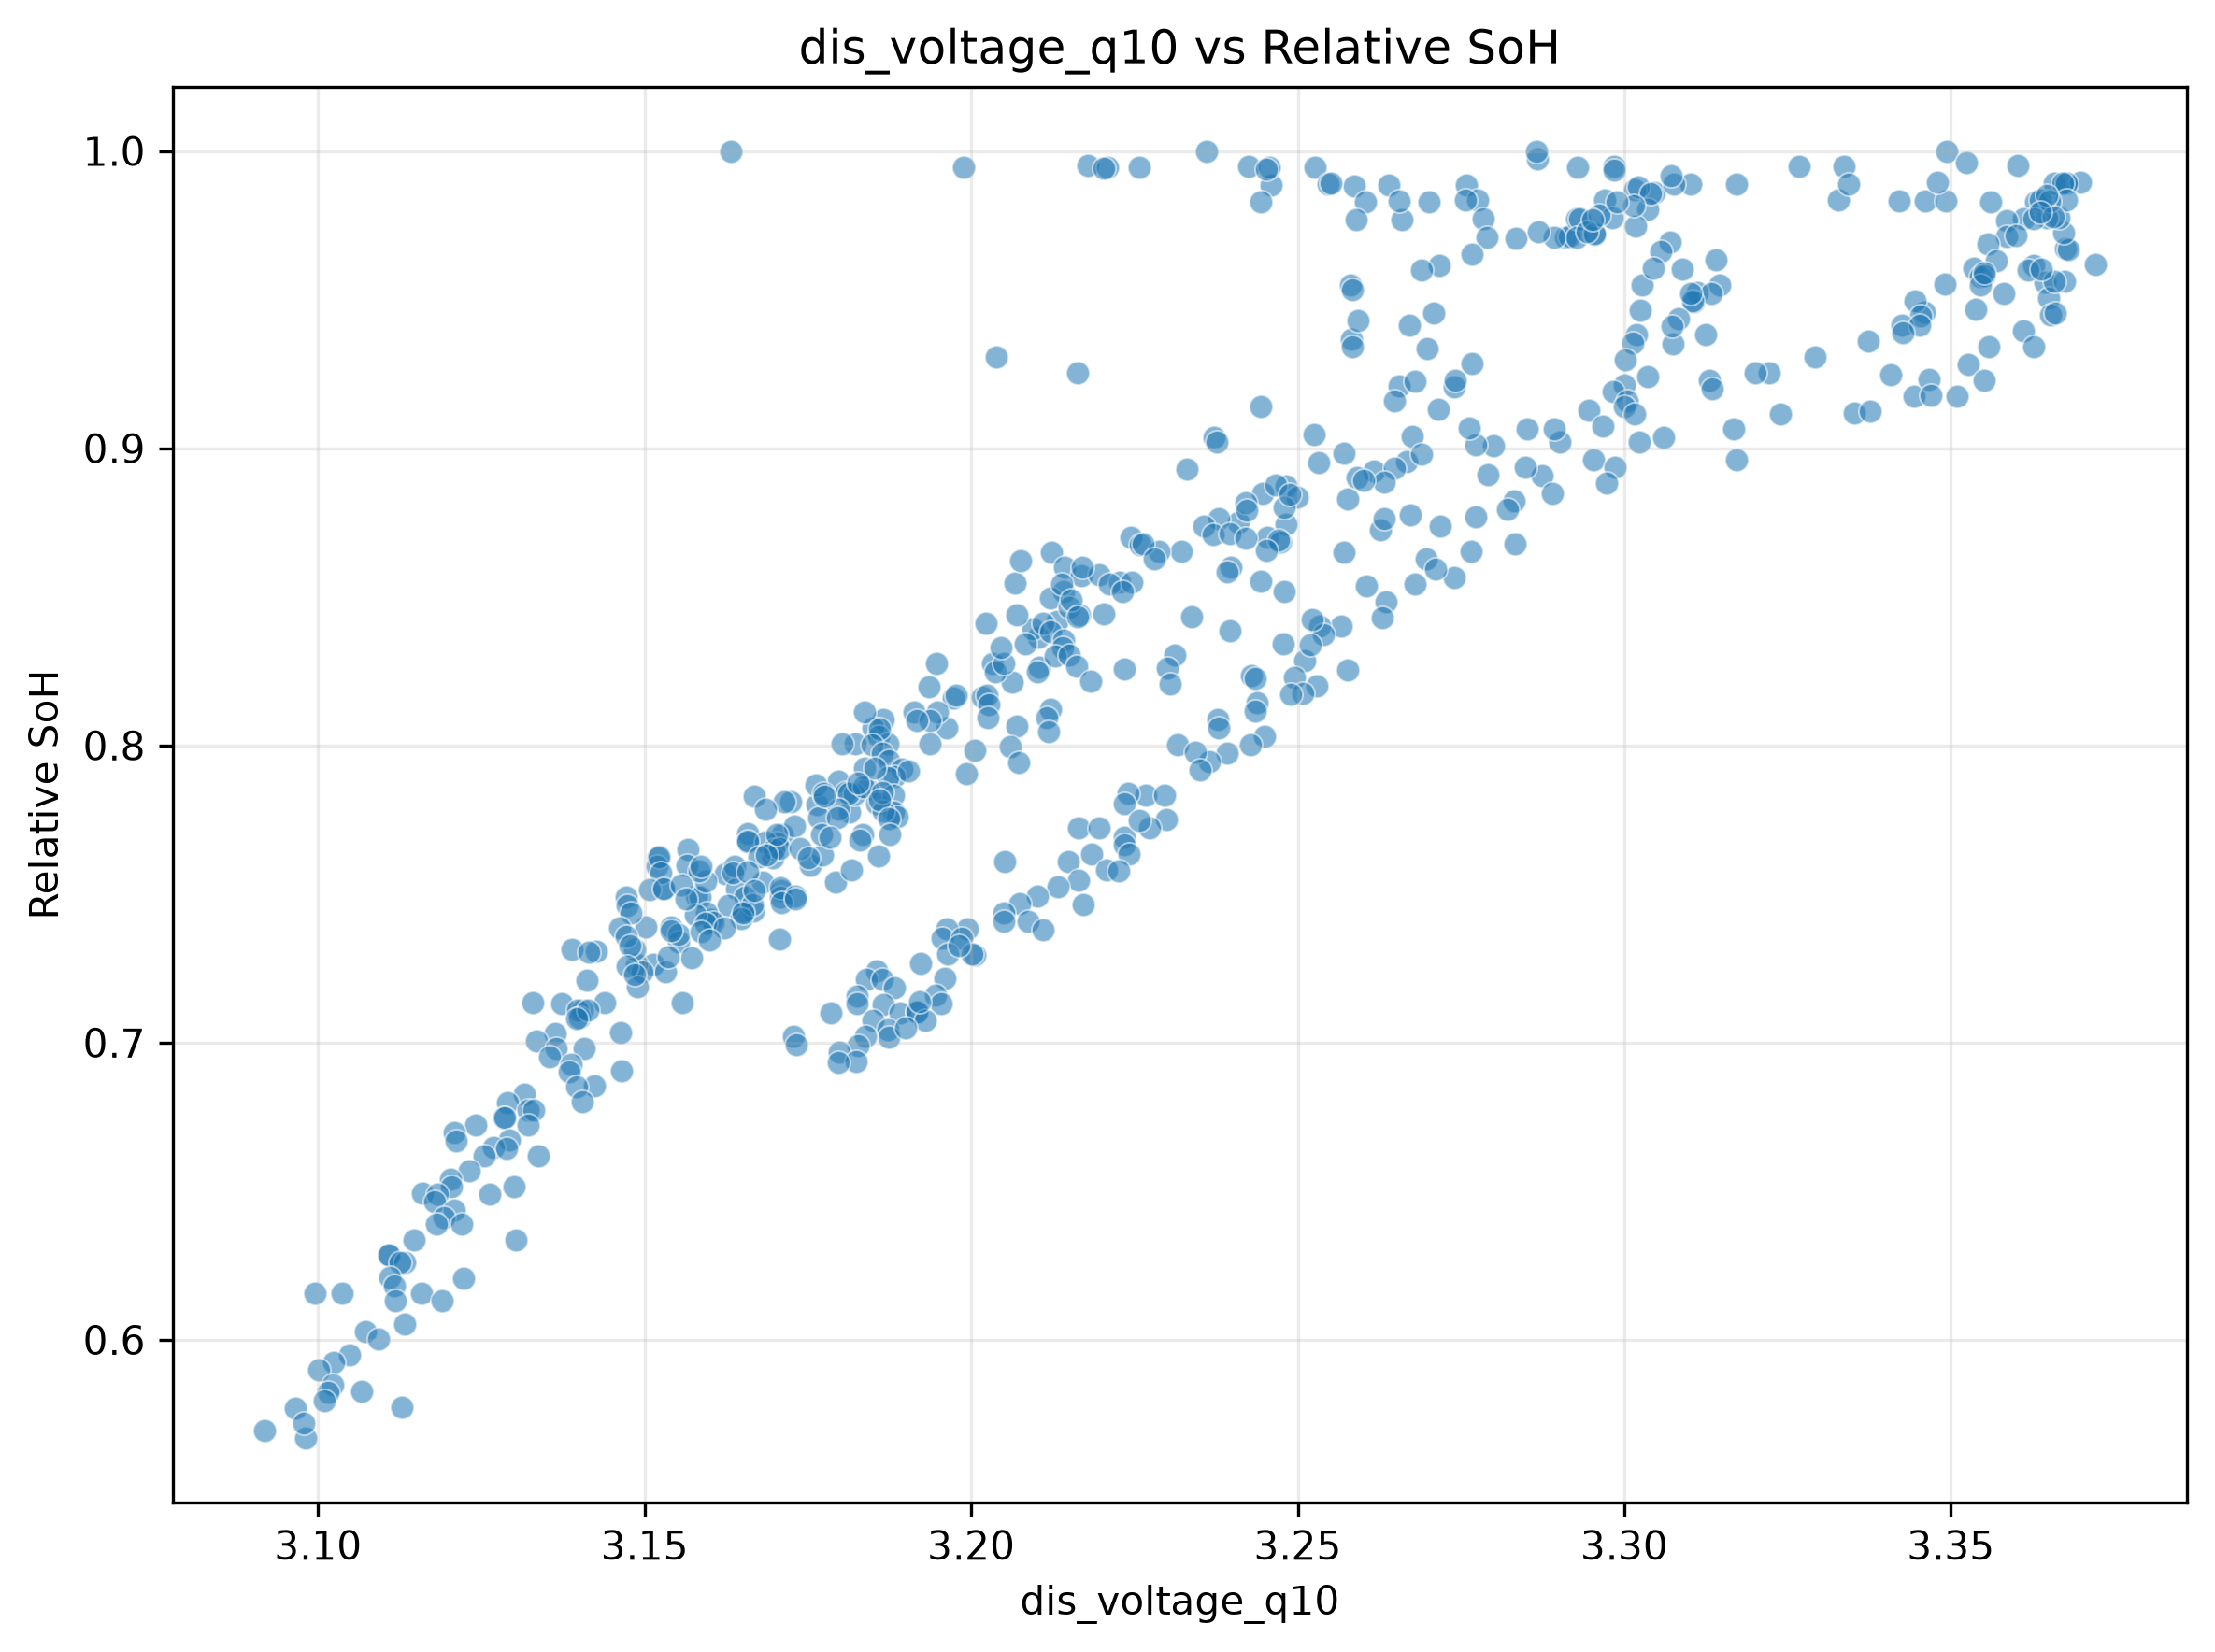 dis_voltage_q10 vs Relative SoH
Relative SoH
1.0
0.9
0.8
0.7
0.6
3.10 3.15 3.20 3.25 3.30 3.35
dis_voltage_q10